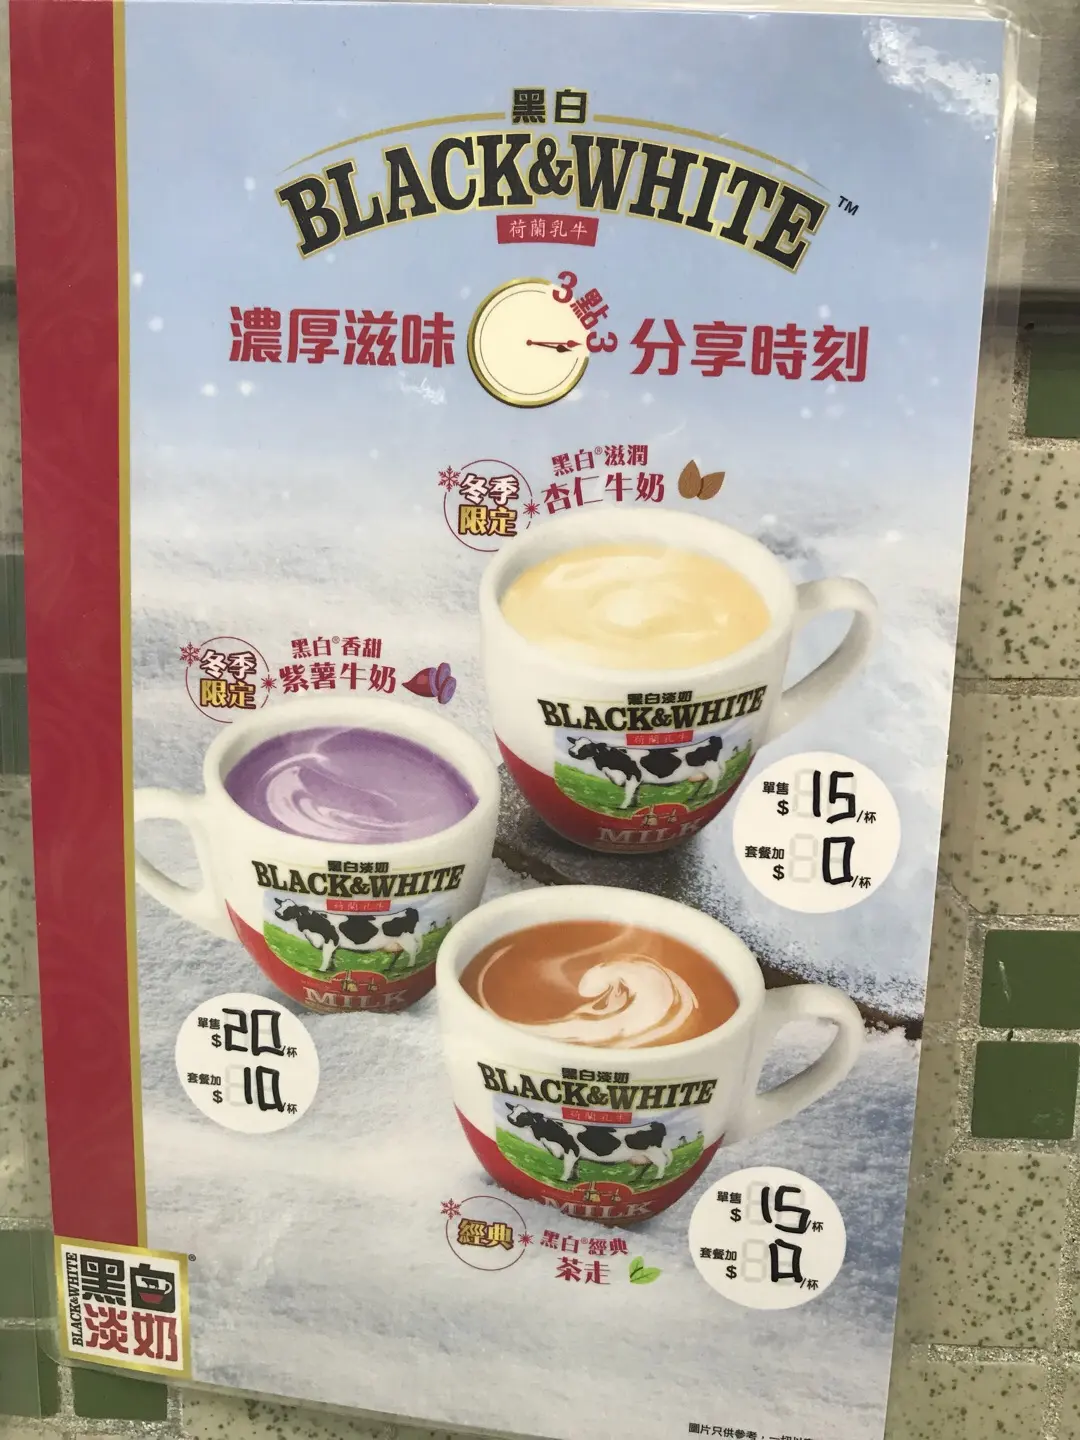 黑白
BLACK&WHITE™
荷蘭乳牛
濃厚滋味 3點3 分享時刻
冬季限定
黑白®滋潤
杏仁牛奶
黑白淡奶
BLACK&WHITE
荷蘭乳牛
MILK
單售 $15/杯
套餐加 $0/杯
冬季限定
黑白®香甜
紫薯牛奶
黑白淡奶
BLACK&WHITE
荷蘭乳牛
MILK
單售 $20/杯
套餐加 $10/杯
黑白淡奶
BLACK&WHITE
荷蘭乳牛
MILK
經典
黑白®經典
茶走
單售 $15/杯
套餐加 $0/杯
BLACK&WHITE
黑白®
淡奶
圖片只供參考，一切以